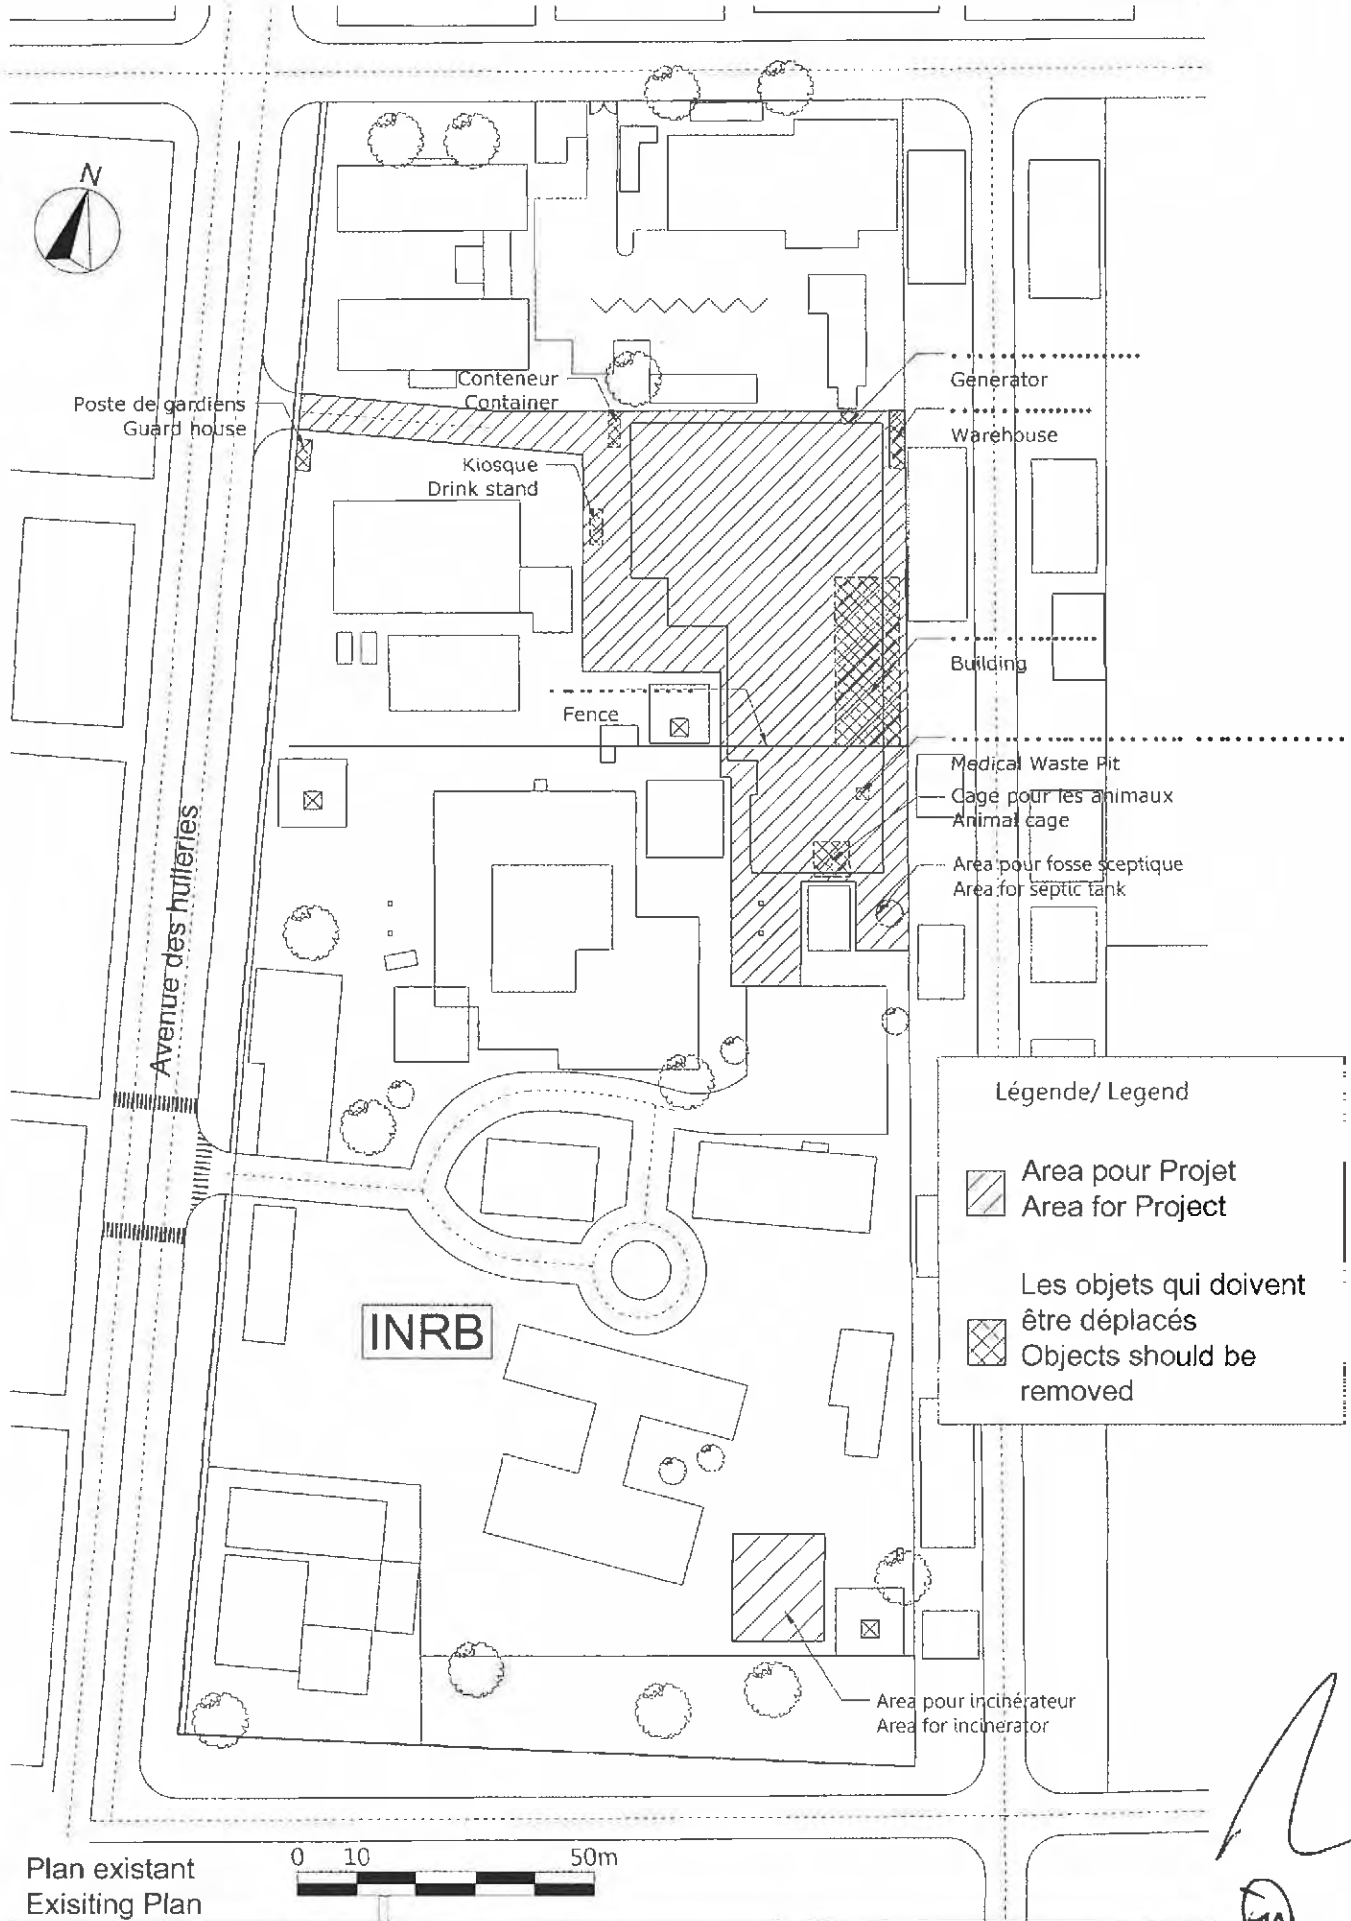 N
Conteneur
Container
Generator
Warehouse
Poste de gardiens
Guard house
Kiosque
Drink stand
Building
Fence
Medical Waste Pit
Cage pour les animaux
Animal cage
Area pour fosse sceptique
Area for septic tank
Avenue des huileries
Légende/ Legend
Area pour Projet
Area for Project
Les objets qui doivent
être déplacés
Objects should be
removed
INRB
Area pour incinérateur
Area for incinerator
Plan existant
Exisiting Plan
0 10 50m